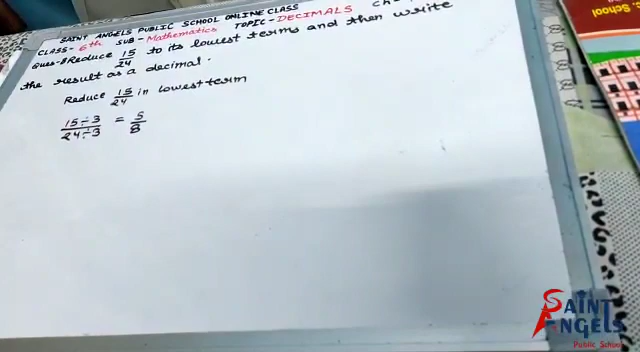 SAINT ANGELS PUBLIC SCHOOL ONLINE CLASS
CLASS- 6th SUB- Mathematics TOPIC- DECIMALS
Ques-8 Reduce 15/24 to its lowest terms and then write
the result as a decimal.
Reduce 15/24 in lowest term
15÷3/24÷3 = 5/8
School
SAINT
ANGELS
Public School